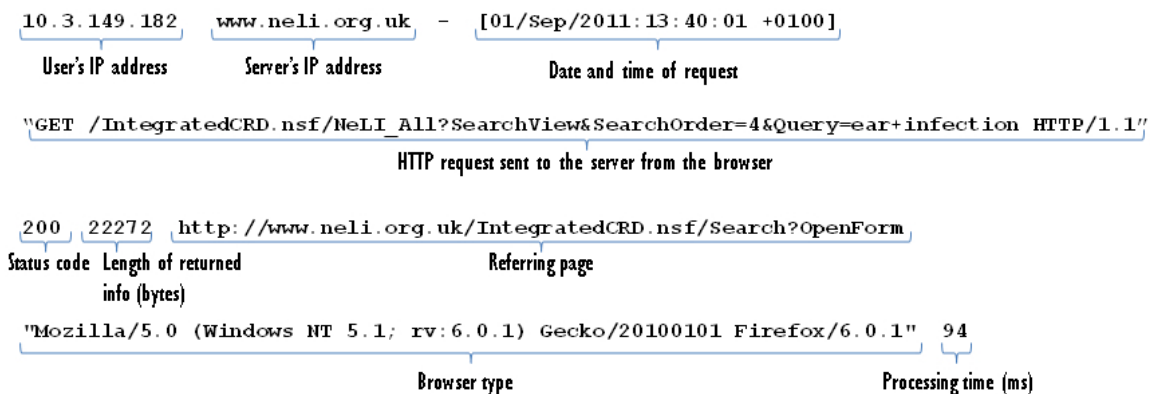 10.3.149.182 www.neli.org.uk - [01/Sep/2011:13:40:01 +0100]
User's IP address Server's IP address Date and time of request
"GET /IntegratedCRD.nsf/NeLI_All?SearchView&SearchOrder=4&Query=ear+infection HTTP/1.1"
HTTP request sent to the server from the browser
200 22272 http://www.neli.org.uk/IntegratedCRD.nsf/Search?OpenForm
Status code Length of returned Referring page
info (bytes)
"Mozilla/5.0 (Windows NT 5.1; rv:6.0.1) Gecko/20100101 Firefox/6.0.1" 94
Browser type Processing time (ms)